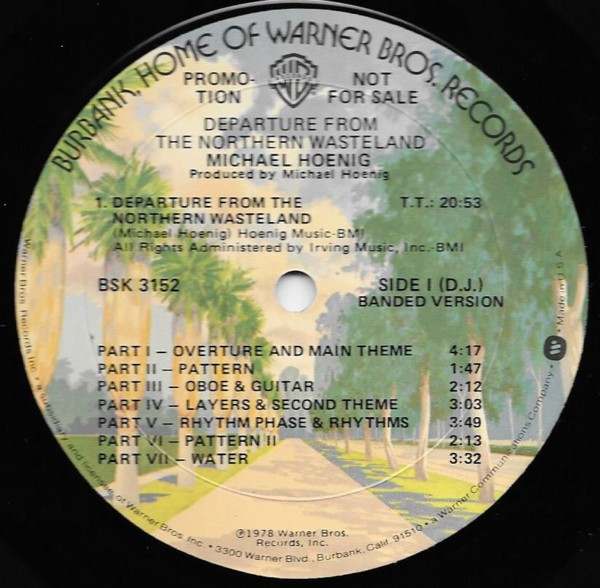 BURBANK, HOME OF WARNER BROS. RECORDS
PROMO- NOT
TION FOR SALE
DEPARTURE FROM
THE NORTHERN WASTELAND
MICHAEL HOENIG
Produced by Michael Hoenig
1. DEPARTURE FROM THE T.T.: 20:53
NORTHERN WASTELAND
(Michael Hoenig) Hoenig Music-BMI
All Rights Administered by Irving Music, Inc.-BMI
BSK 3152 SIDE I (D.J.)
BANDED VERSION
PART I – OVERTURE AND MAIN THEME 4:17
PART II – PATTERN 1:47
PART III – OBOE & GUITAR 2:12
PART IV – LAYERS & SECOND THEME 3:03
PART V – RHYTHM PHASE & RHYTHMS 3:49
PART VI – PATTERN II 2:13
PART VII – WATER 3:32
℗1978 Warner Bros.
Records, Inc.
Warner Bros. Records Inc. • a subsidiary and licensee of Warner Bros. Inc. • 3300 Warner Blvd., Burbank, Calif. 91510 • a Warner Communications Company • Made in U.S.A.